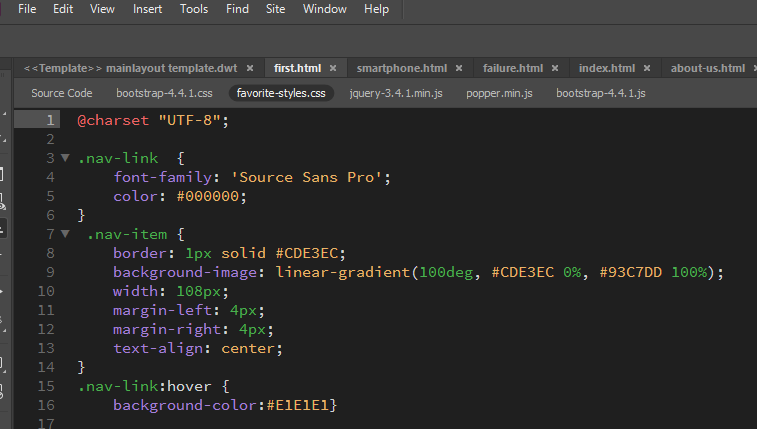 File Edit View Insert Tools Find Site Window Help
<<Template>> mainlayout template.dwt × first.html × smartphone.html × failure.html × index.html × about-us.html ×
Source Code bootstrap-4.4.1.css favorite-styles.css jquery-3.4.1.min.js popper.min.js bootstrap-4.4.1.js
1 @charset "UTF-8";
2
3 ▼ .nav-link  {
4     font-family: 'Source Sans Pro';
5     color: #000000;
6 }
7 ▼  .nav-item {
8     border: 1px solid #CDE3EC;
9     background-image: linear-gradient(100deg, #CDE3EC 0%, #93C7DD 100%);
10     width: 108px;
11     margin-left: 4px;
12     margin-right: 4px;
13     text-align: center;
14 }
15 .nav-link:hover {
16     background-color:#E1E1E1}
17